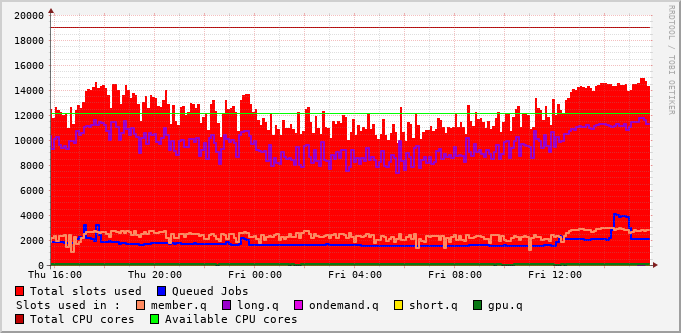 20000
18000
16000
14000
12000
10000
8000
6000
4000
2000
0
Thu 16:00 Thu 20:00 Fri 00:00 Fri 04:00 Fri 08:00 Fri 12:00
RRDTOOL / TOBI OETIKER
Total slots used Queued Jobs
Slots used in : member.q long.q ondemand.q short.q gpu.q
Total CPU cores Available CPU cores